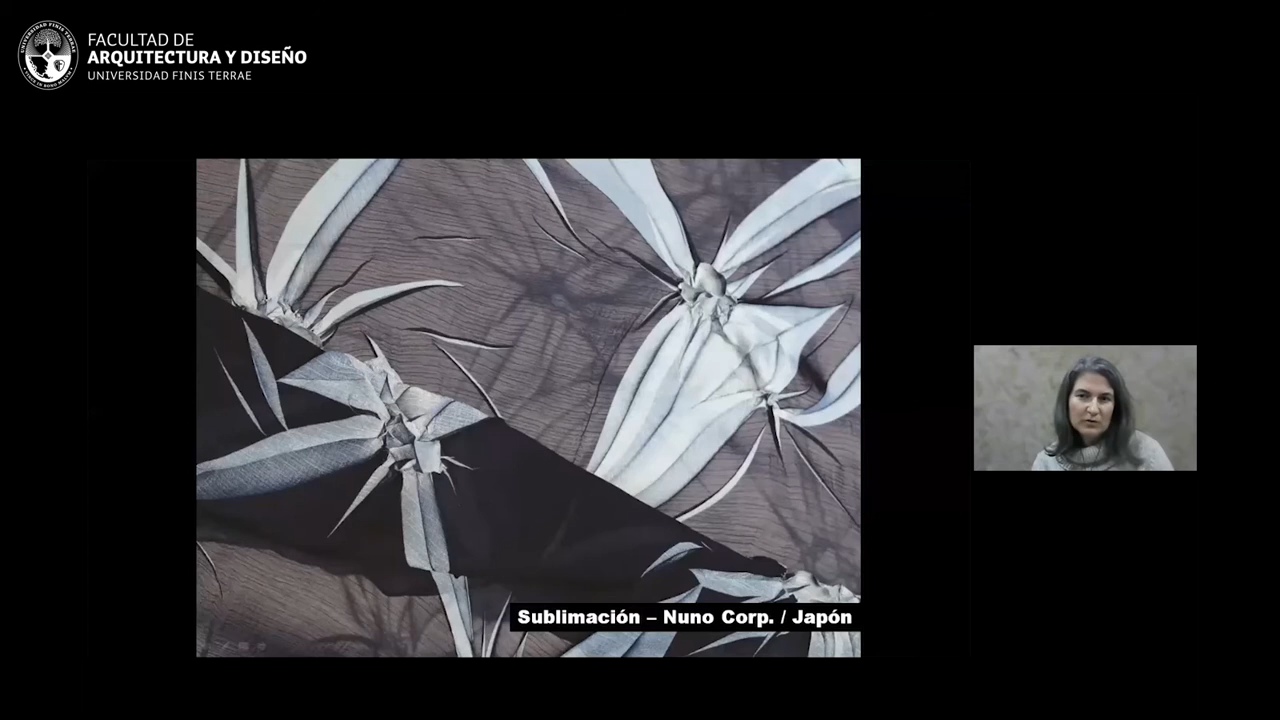 FACULTAD DE
ARQUITECTURA Y DISEÑO
UNIVERSIDAD FINIS TERRAE
Sublimación – Nuno Corp. / Japón